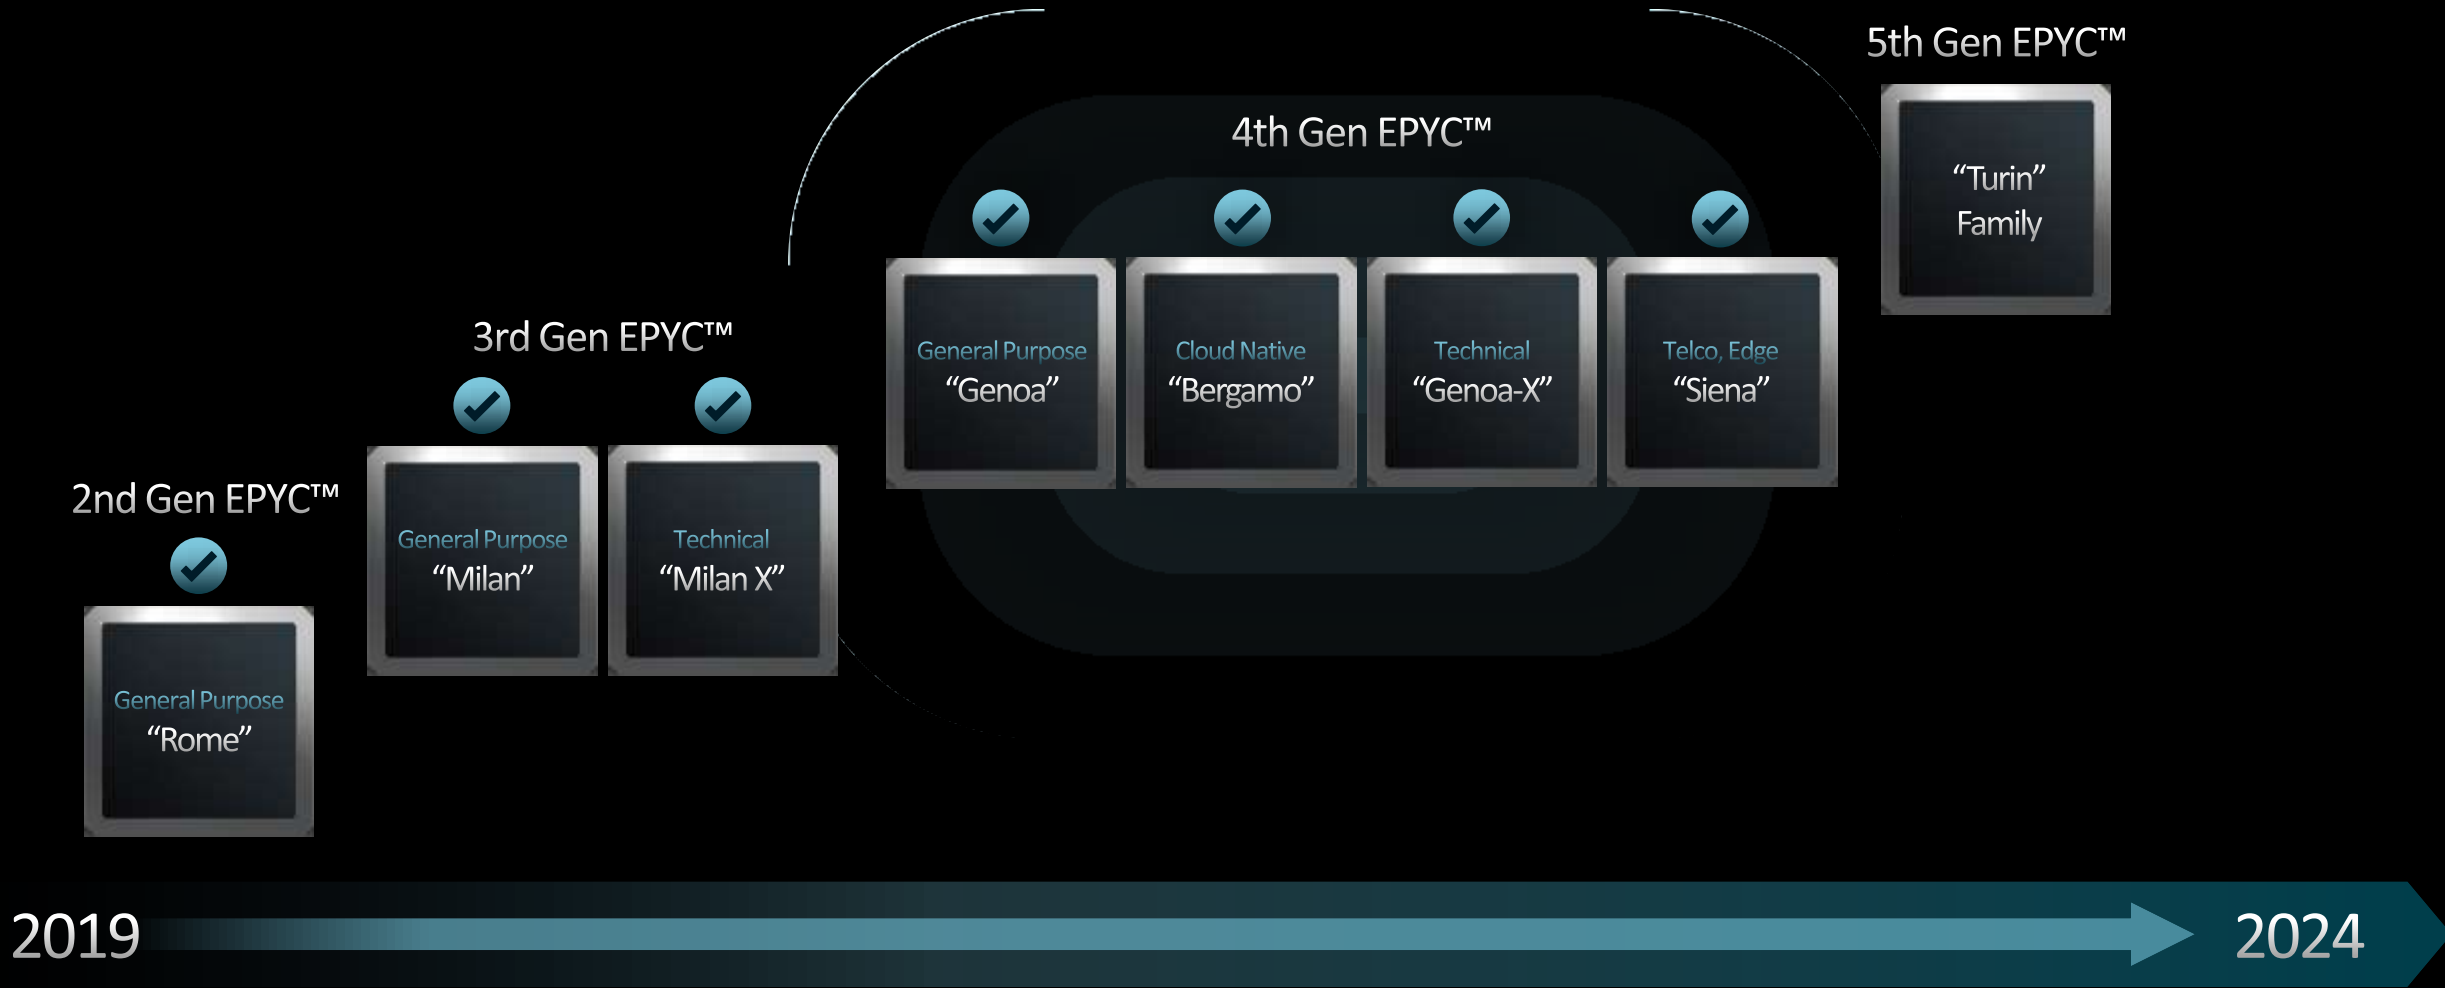 5th Gen EPYC™
“Turin”
Family
4th Gen EPYC™
General Purpose
“Genoa”
Cloud Native
“Bergamo”
Technical
“Genoa-X”
Telco, Edge
“Siena”
3rd Gen EPYC™
General Purpose
“Milan”
Technical
“Milan X”
2nd Gen EPYC™
General Purpose
“Rome”
2019
2024